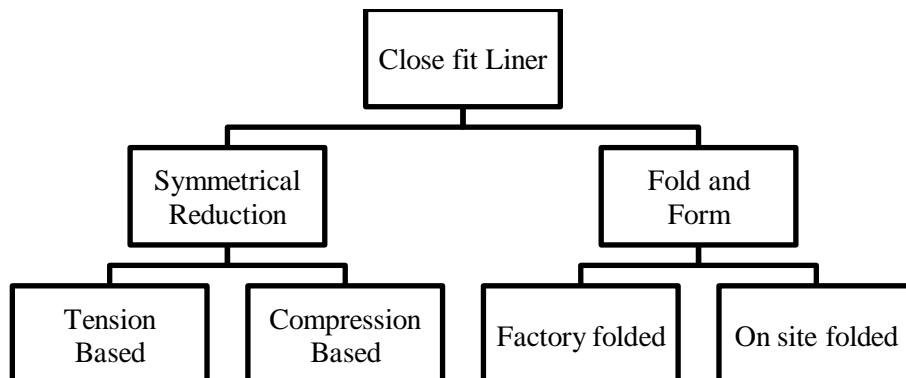 Close fit Liner
Symmetrical
Reduction
Fold and
Form
Tension
Based
Compression
Based
Factory folded
On site folded